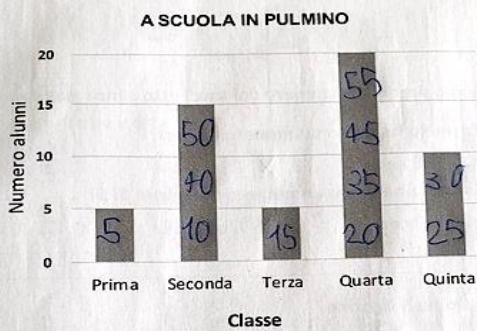 A SCUOLA IN PULMINO
Numero alunni
20
15
10
5
0
55
50 45
40 35 30
5 10 15 20 25
Prima Seconda Terza Quarta Quinta
Classe